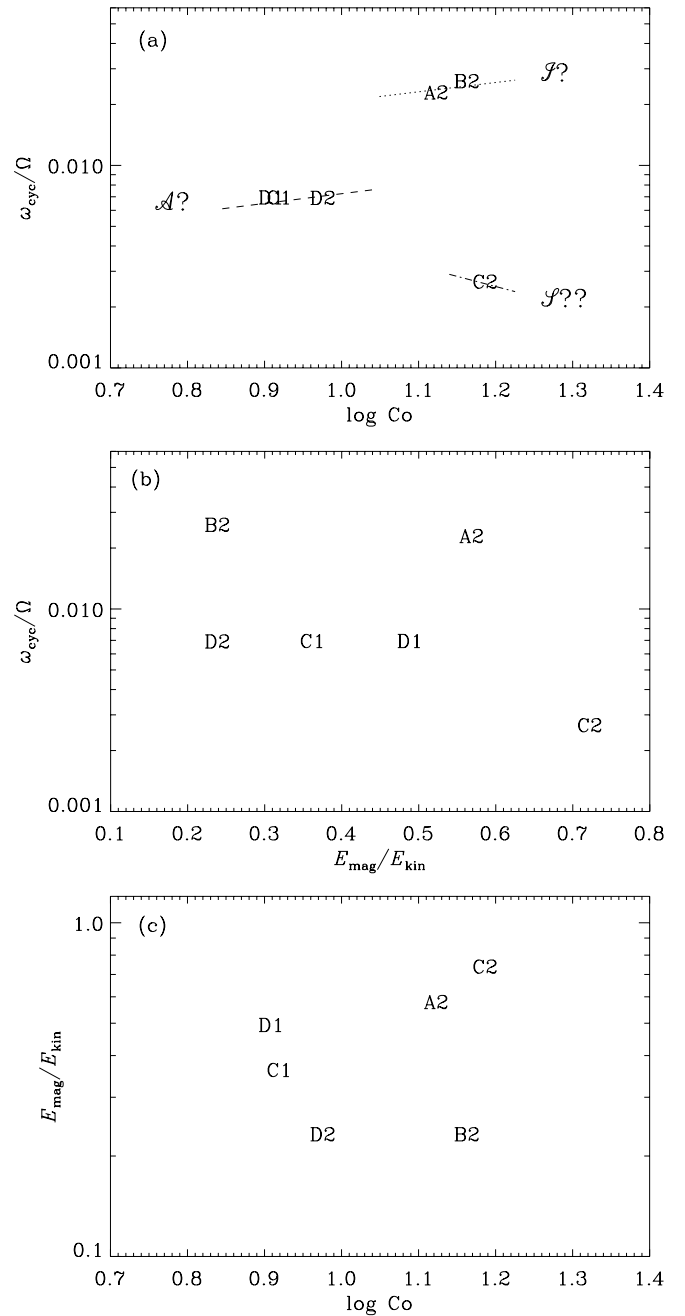 (a)
𝒥?
B2
A2
0.010
ω_cyc/Ω
𝒜?
D1
C1
D2
C2
𝒮??
0.001
0.7 0.8 0.9 1.0 1.1 1.2 1.3 1.4
log Co
(b)
B2
A2
0.010
ω_cyc/Ω
D2
C1
D1
C2
0.001
0.1 0.2 0.3 0.4 0.5 0.6 0.7 0.8
E_mag/E_kin
(c)
1.0
C2
A2
D1
E_mag/E_kin
C1
D2
B2
0.1
0.7 0.8 0.9 1.0 1.1 1.2 1.3 1.4
log Co